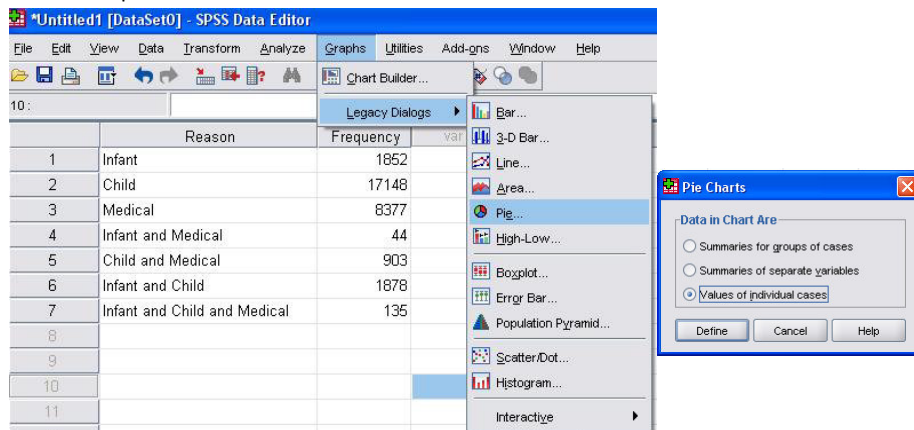 *Untitled1 [DataSet0] - SPSS Data Editor
File Edit View Data Transform Analyze Graphs Utilities Add-ons Window Help
Chart Builder...
10 :
Legacy Dialogs
Bar...
3-D Bar...
Line...
Area...
Pie...
High-Low...
Boxplot...
Error Bar...
Population Pyramid...
Scatter/Dot...
Histogram...
Interactive
Reason Frequency var
1 Infant 1852
2 Child 17148
3 Medical 8377
4 Infant and Medical 44
5 Child and Medical 903
6 Infant and Child 1878
7 Infant and Child and Medical 135
8
9
10
11
Pie Charts
Data in Chart Are
Summaries for groups of cases
Summaries of separate variables
Values of individual cases
Define Cancel Help